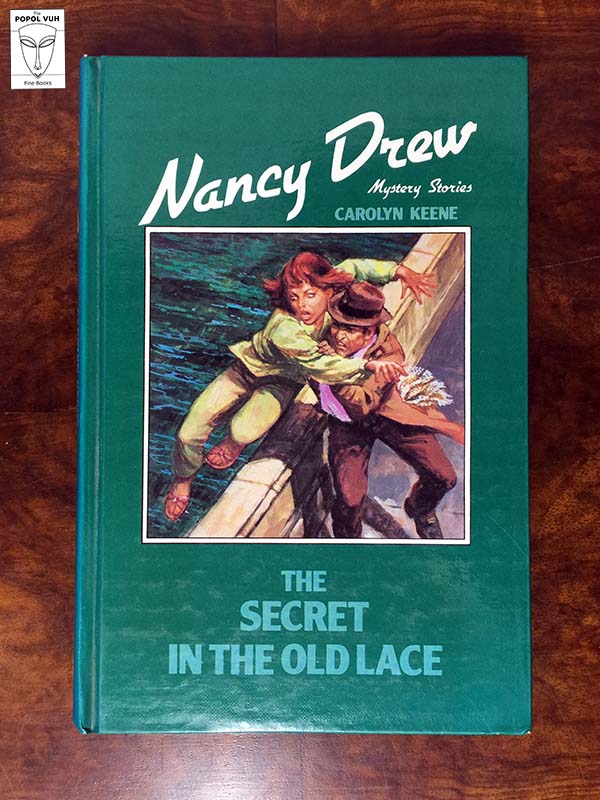 The
POPOL VUH
Fine Books
Nancy Drew
Mystery Stories
CAROLYN KEENE
THE
SECRET
IN THE OLD LACE